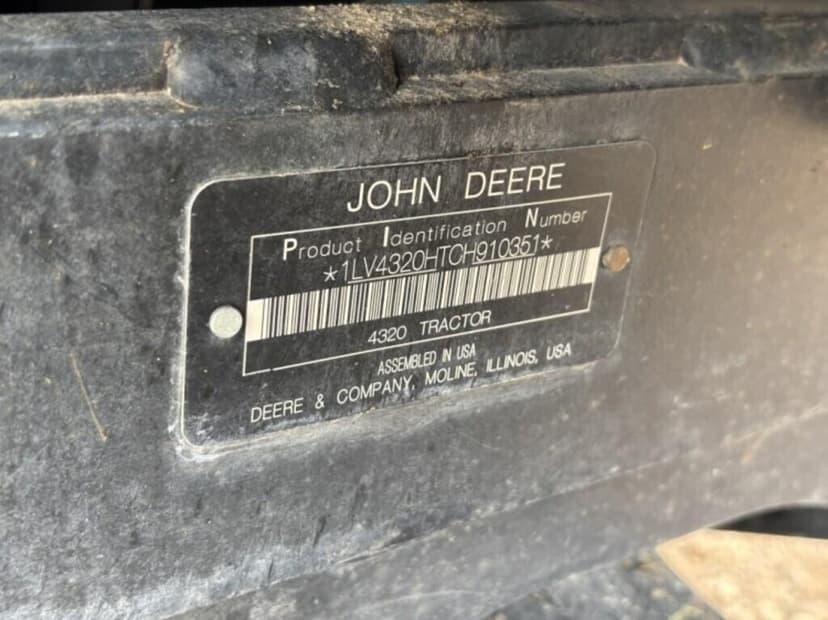 JOHN DEERE
Product Identification Number
*1LV4320HTCH910351*
4320 TRACTOR
ASSEMBLED IN USA
DEERE & COMPANY, MOLINE, ILLINOIS, USA